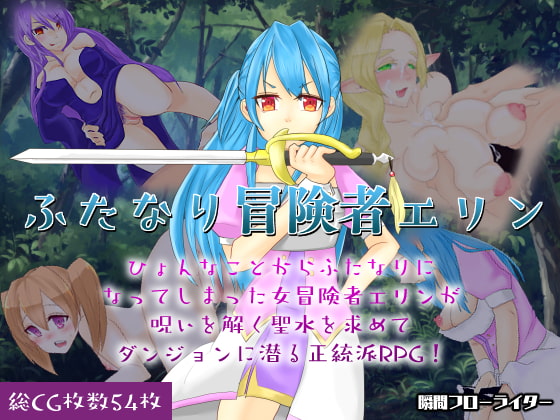 ふたなり冒険者エリン
ひょんなことからふたなりに
なってしまった女冒険者エリンが
呪いを解く聖水を求めて
ダンジョンに潜る正統派RPG！
総CG枚数54枚
瞬間フローライター